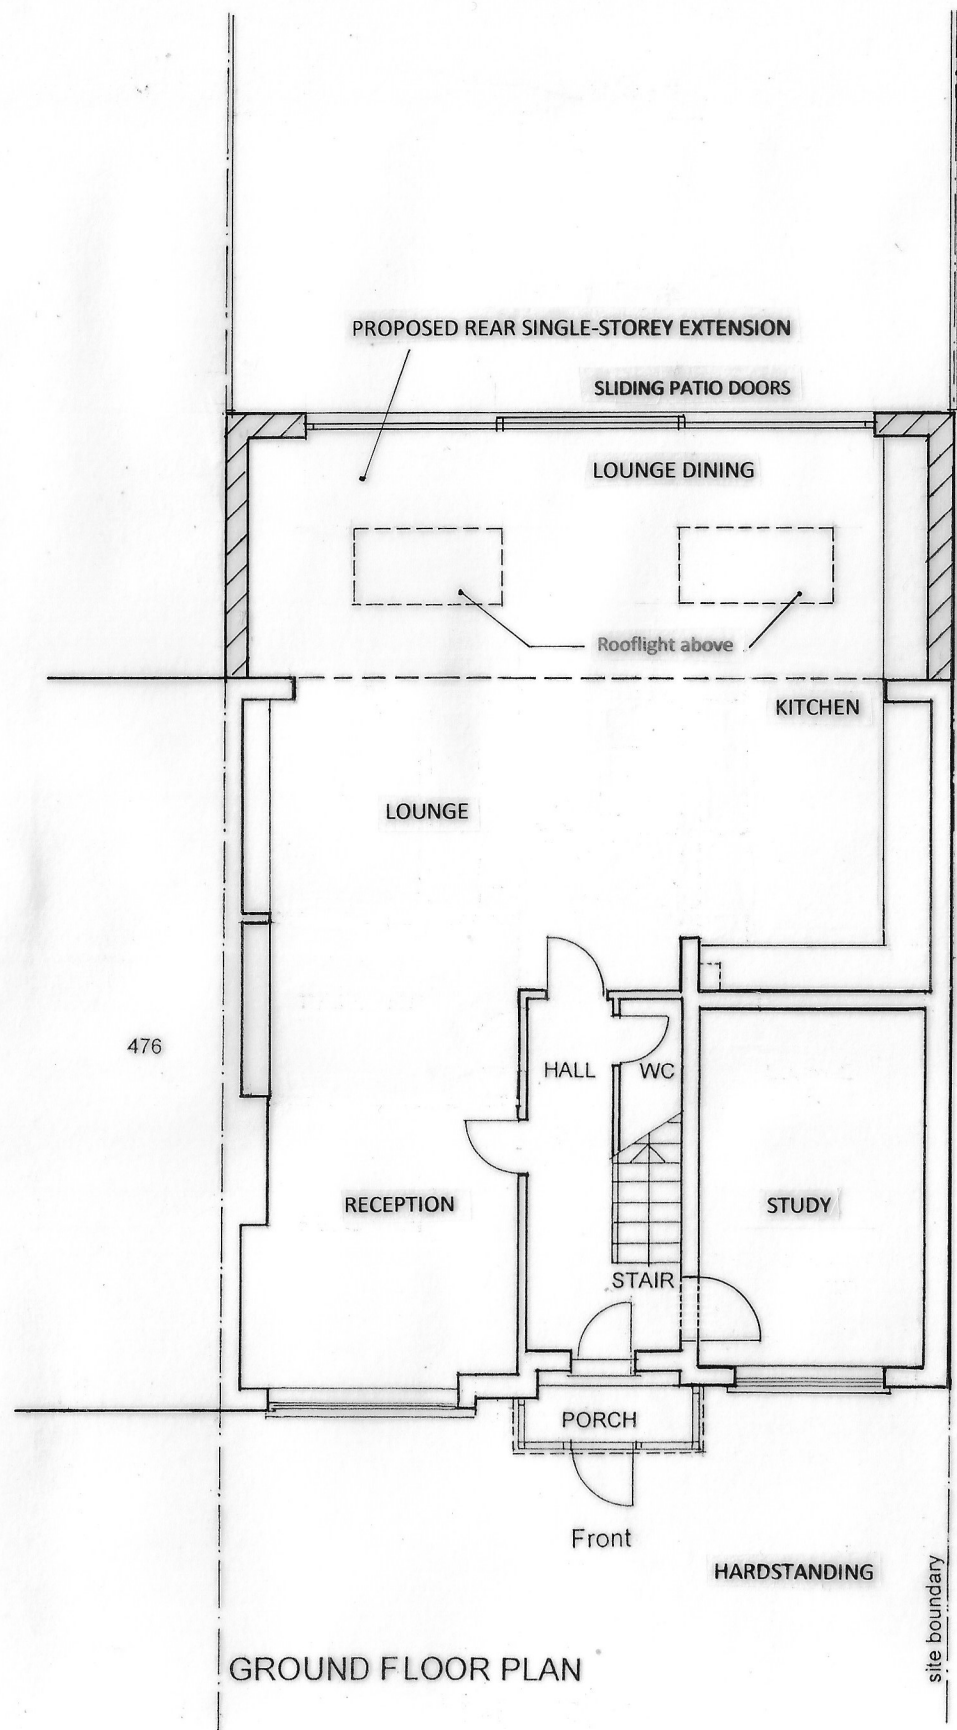 PROPOSED REAR SINGLE-STOREY EXTENSION
SLIDING PATIO DOORS
LOUNGE DINING
Rooflight above
KITCHEN
LOUNGE
476
HALL
WC
RECEPTION
STUDY
STAIR
PORCH
Front
HARDSTANDING
site boundary
GROUND FLOOR PLAN